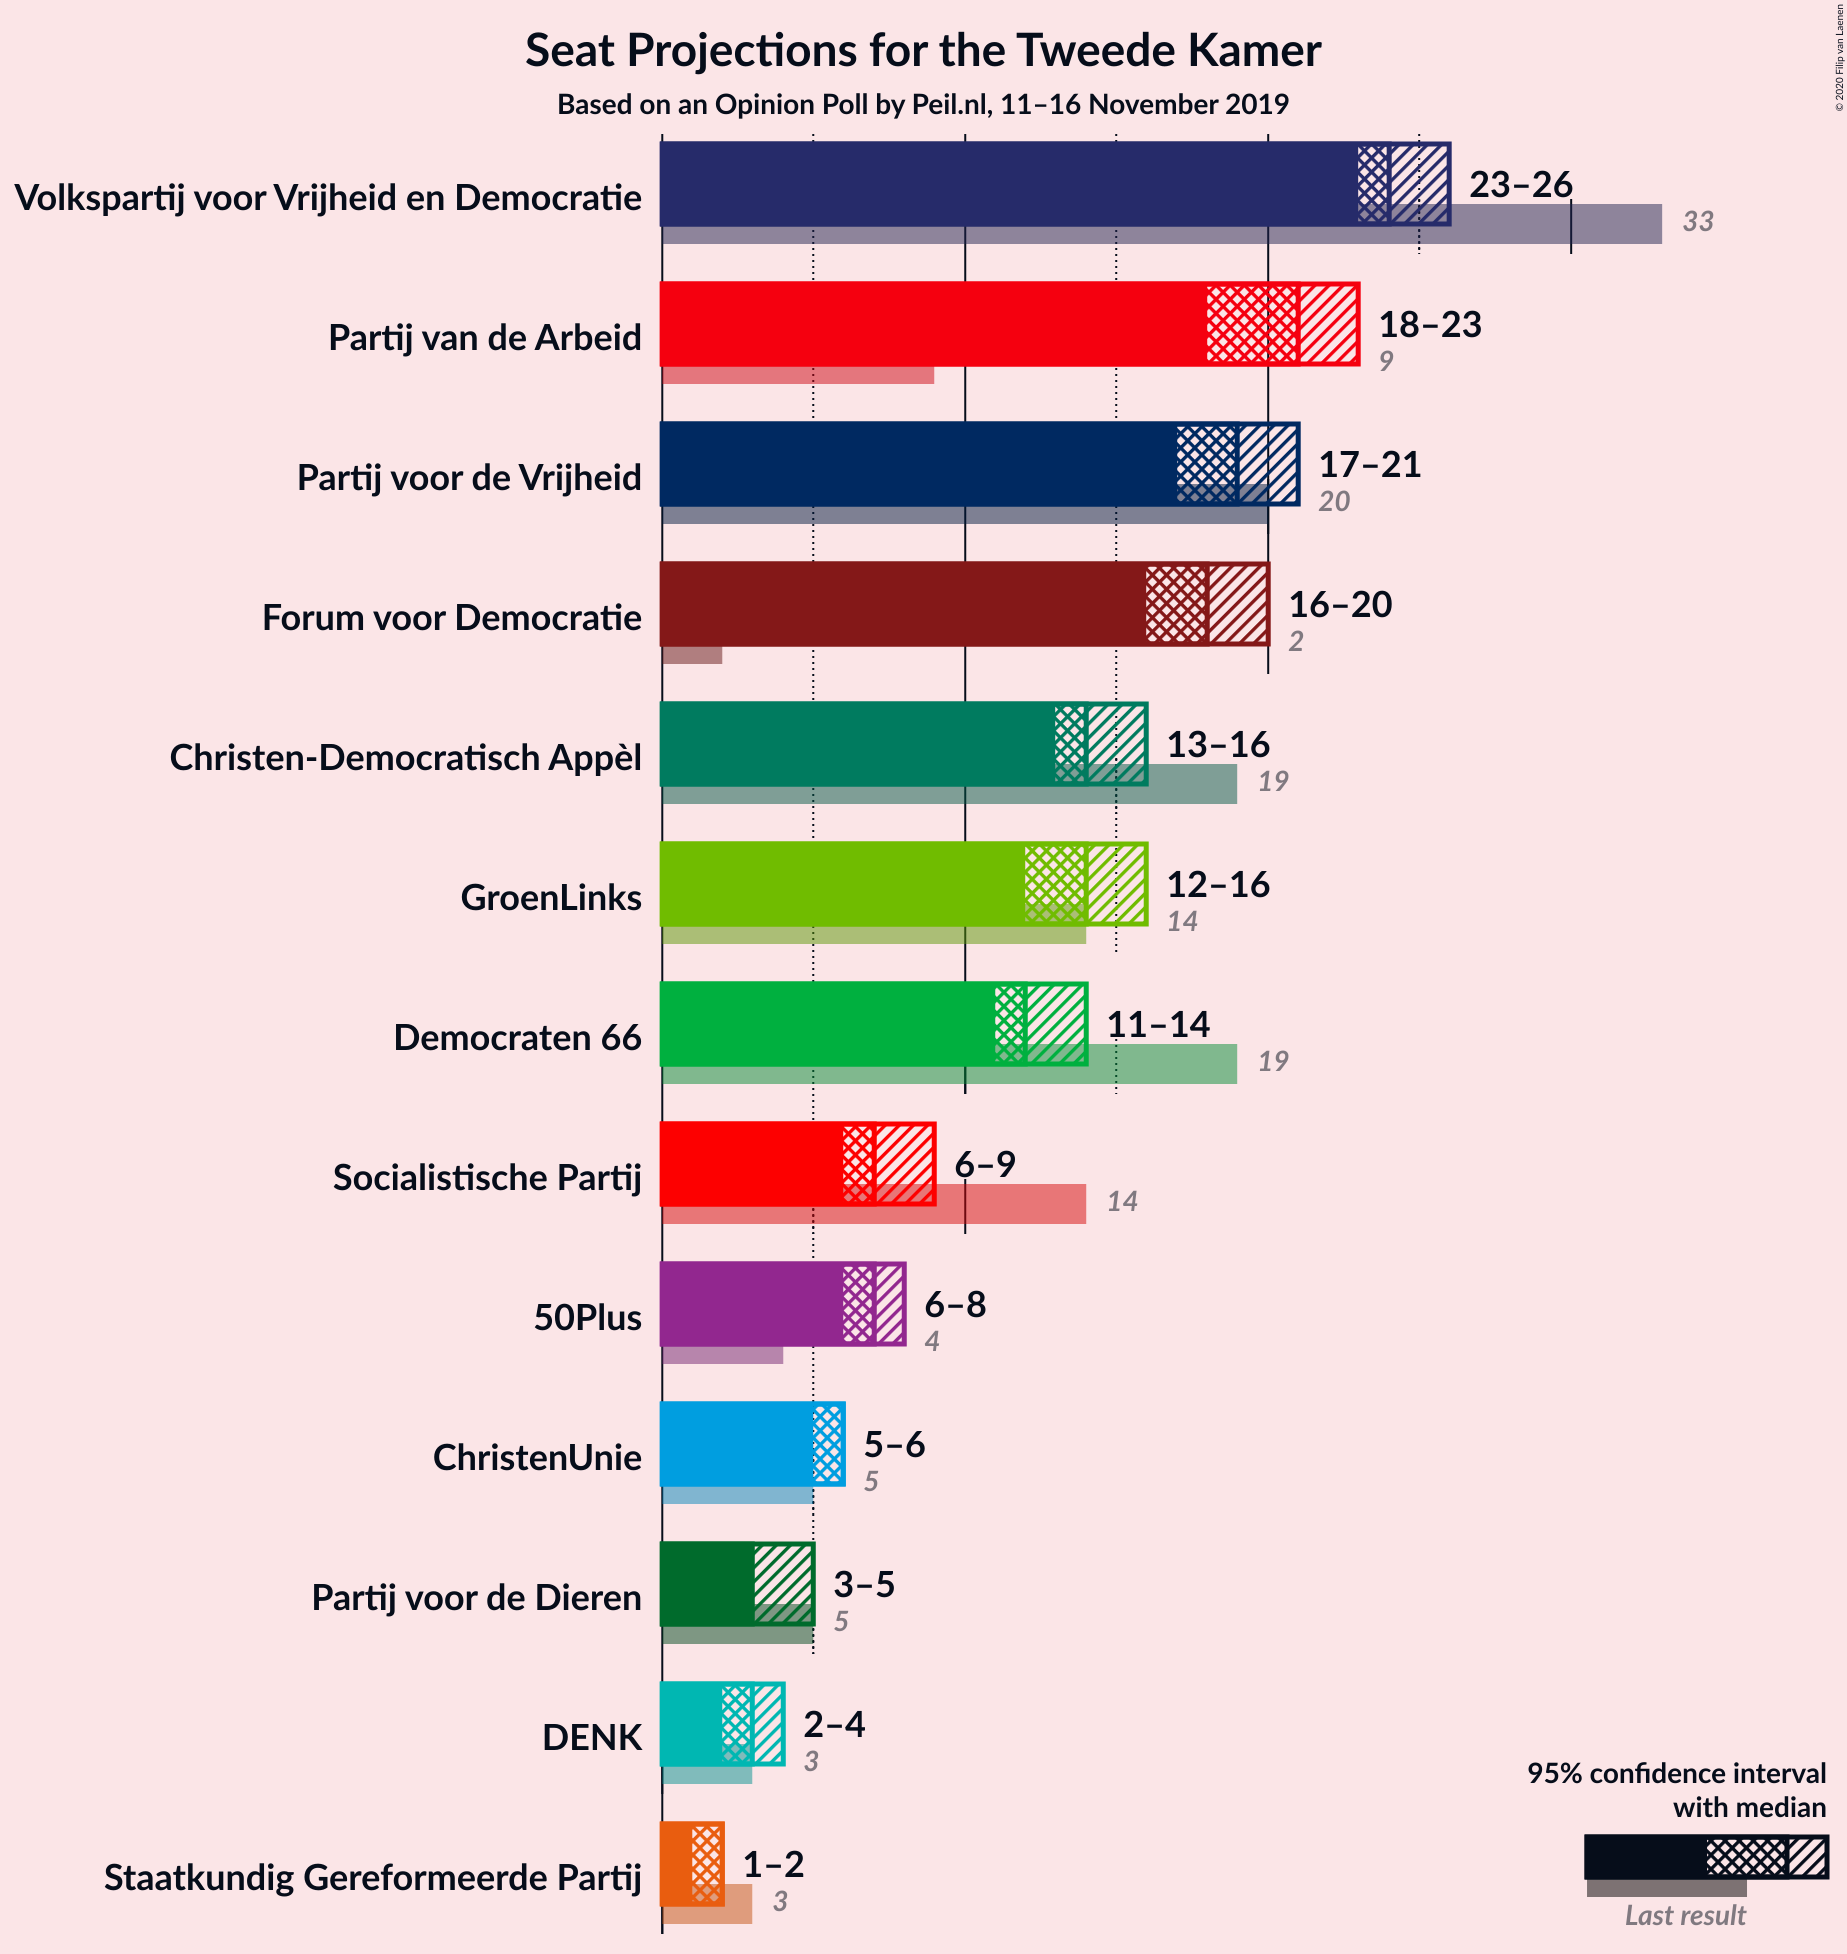 Seat Projections for the Tweede Kamer
Based on an Opinion Poll by Peil.nl, 11–16 November 2019
© 2020 Filip van Laenen
Volkspartij voor Vrijheid en Democratie
23–26
33
Partij van de Arbeid
18–23
9
Partij voor de Vrijheid
17–21
20
Forum voor Democratie
16–20
2
Christen-Democratisch Appèl
13–16
19
GroenLinks
12–16
14
Democraten 66
11–14
19
Socialistische Partij
6–9
14
50Plus
6–8
4
ChristenUnie
5–6
5
Partij voor de Dieren
3–5
5
DENK
2–4
3
Staatkundig Gereformeerde Partij
1–2
3
95% confidence interval
with median
Last result